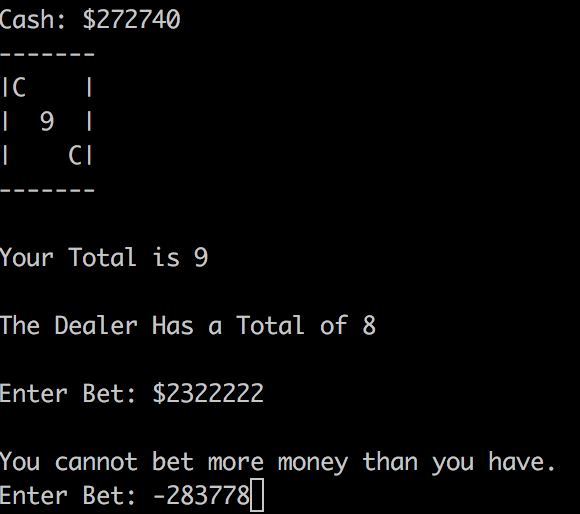 Cash: $272740
-------
|C    |
|  9  |
|    C|
-------
Your Total is 9
The Dealer Has a Total of 8
Enter Bet: $2322222
You cannot bet more money than you have.
Enter Bet: -283778